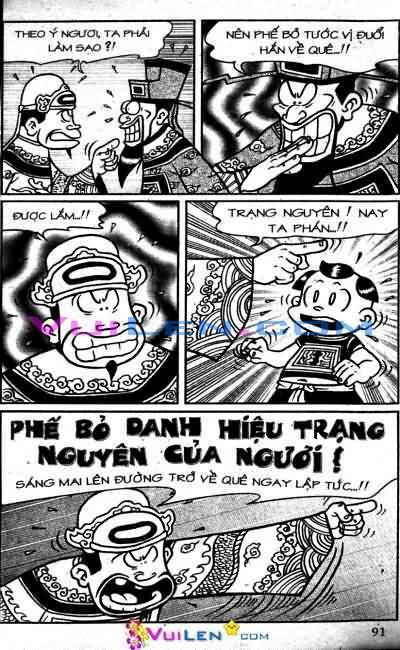 THEO Ý NGƯƠI, TA PHẢI
LÀM SAO ?!
NÊN PHẾ BỎ TƯỚC VỊ ĐUỔI
HẮN VỀ QUÊ...!!
ĐƯỢC LẮM...!!
TRẠNG NGUYÊN ! NAY
TA PHÁN...!!
VUILEN.COM
PHẾ BỎ DANH HIỆU TRẠNG
NGUYÊN CỦA NGƯƠI !
SÁNG MAI LÊN ĐƯỜNG TRỞ VỀ QUÊ NGAY LẬP TỨC...!!
91
VUILEN.COM